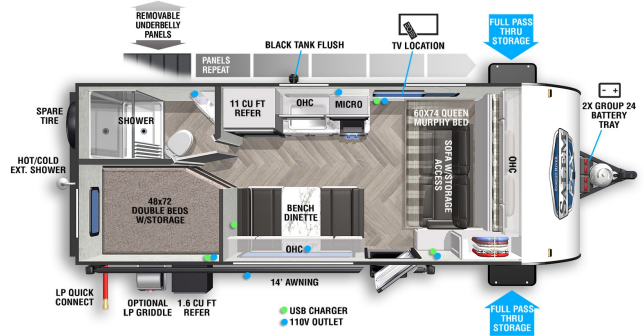 REMOVABLE
UNDERBELLY
PANELS
PANELS
REPEAT
BLACK TANK FLUSH
TV LOCATION
FULL PASS
THRU
STORAGE
SPARE
TIRE
SHOWER
11 CU FT
REFER
OHC
MICRO
60X74 QUEEN
MURPHY BED
2X GROUP 24
BATTERY
TRAY
HOT/COLD
EXT. SHOWER
SOFA W/STORAGE
ACCESS
OHC
SALEM
FSX
48x72
DOUBLE BEDS
W/STORAGE
BENCH
DINETTE
OHC
LP QUICK
CONNECT
OPTIONAL
LP GRIDDLE
1.6 CU FT
REFER
14' AWNING
USB CHARGER
110V OUTLET
FULL PASS
THRU
STORAGE